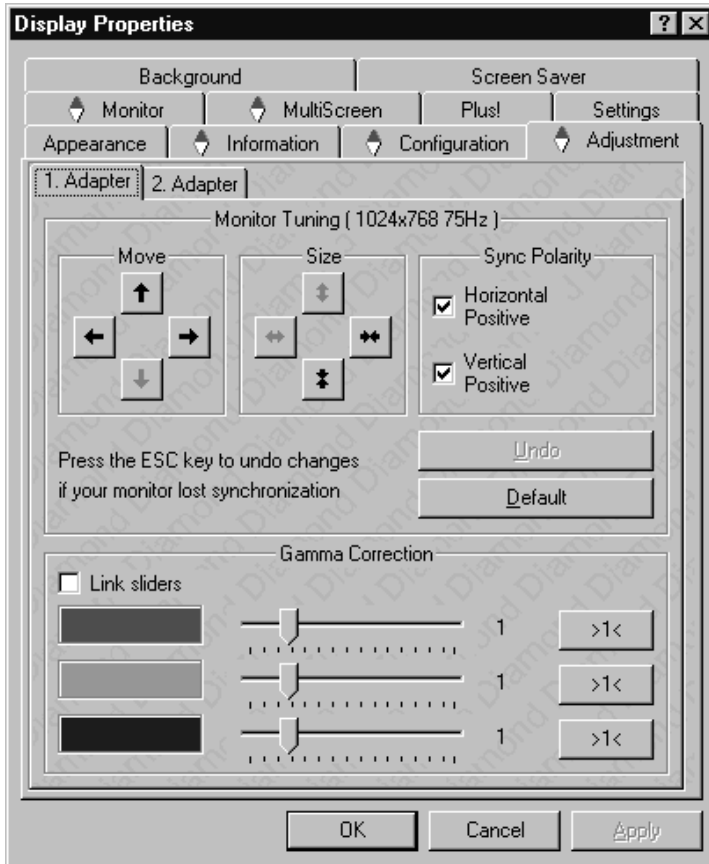 Display Properties
Background Screen Saver
Monitor MultiScreen Plus! Settings
Appearance Information Configuration Adjustment
1. Adapter 2. Adapter
Monitor Tuning ( 1024x768 75Hz )
Move Size Sync Polarity
Horizontal
Positive
Vertical
Positive
Press the ESC key to undo changes
if your monitor lost synchronization
Undo
Default
Gamma Correction
Link sliders
1 >1<
1 >1<
1 >1<
OK Cancel Apply
Diamond